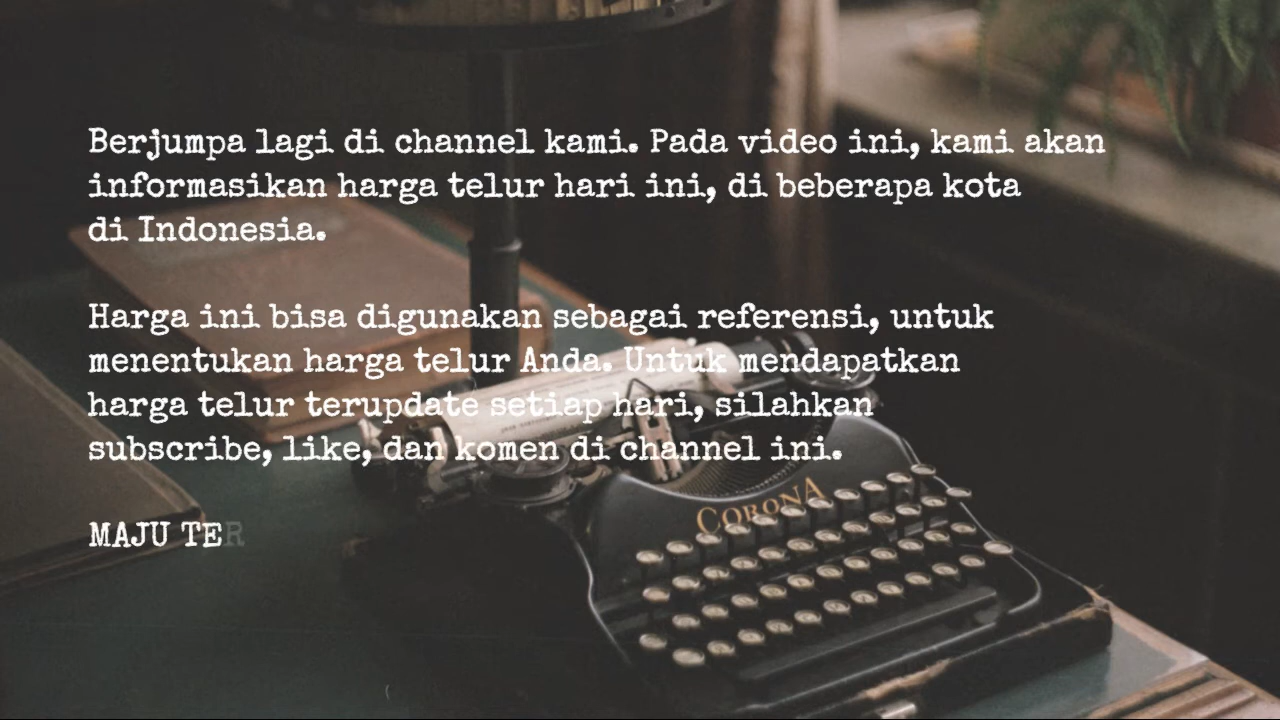 Berjumpa lagi di channel kami. Pada video ini, kami akan
informasikan harga telur hari ini, di beberapa kota
di Indonesia.
Harga ini bisa digunakan sebagai referensi, untuk
menentukan harga telur Anda. Untuk mendapatkan
harga telur terupdate setiap hari, silahkan
subscribe, like, dan komen di channel ini.
MAJU TER
CORONA